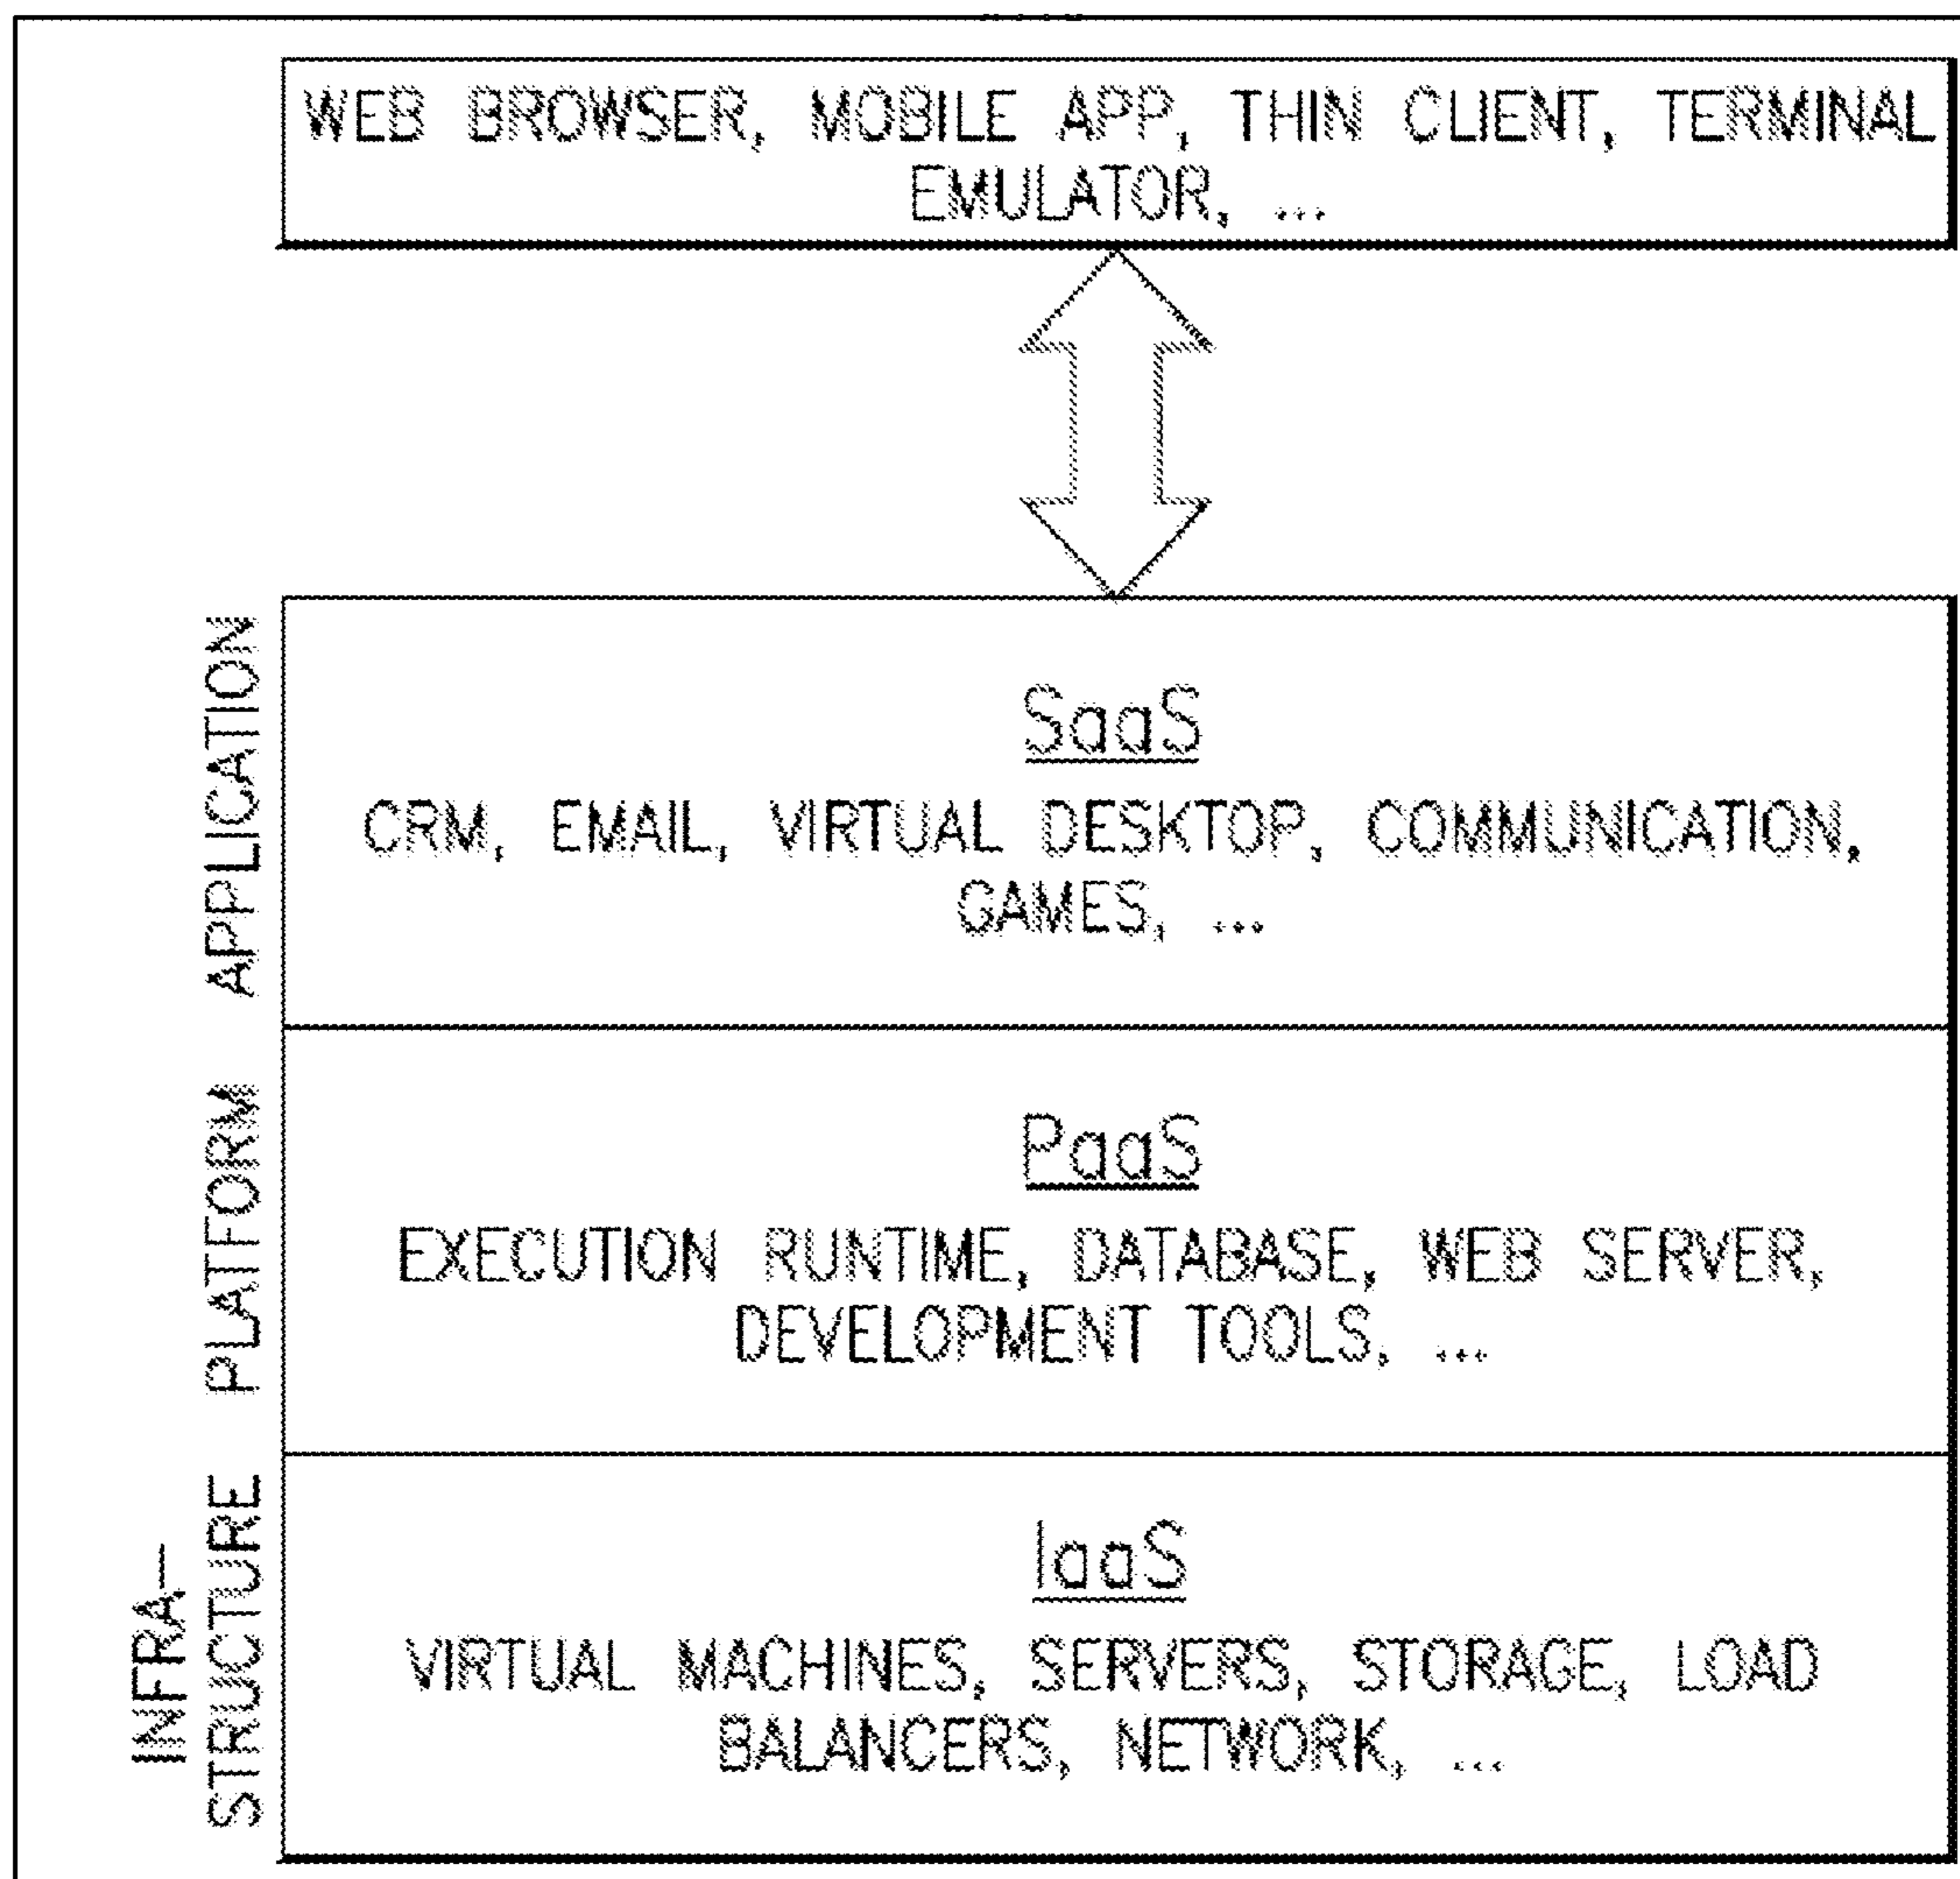 WEB BROWSER, MOBILE APP, THIN CLIENT, TERMINAL
EMULATOR, ...
APPLICATION
SaaS
CRM, EMAIL, VIRTUAL DESKTOP, COMMUNICATION,
GAMES, ...
PLATFORM
PaaS
EXECUTION RUNTIME, DATABASE, WEB SERVER,
DEVELOPMENT TOOLS, ...
INFRA-
STRUCTURE
IaaS
VIRTUAL MACHINES, SERVERS, STORAGE, LOAD
BALANCERS, NETWORK, ...